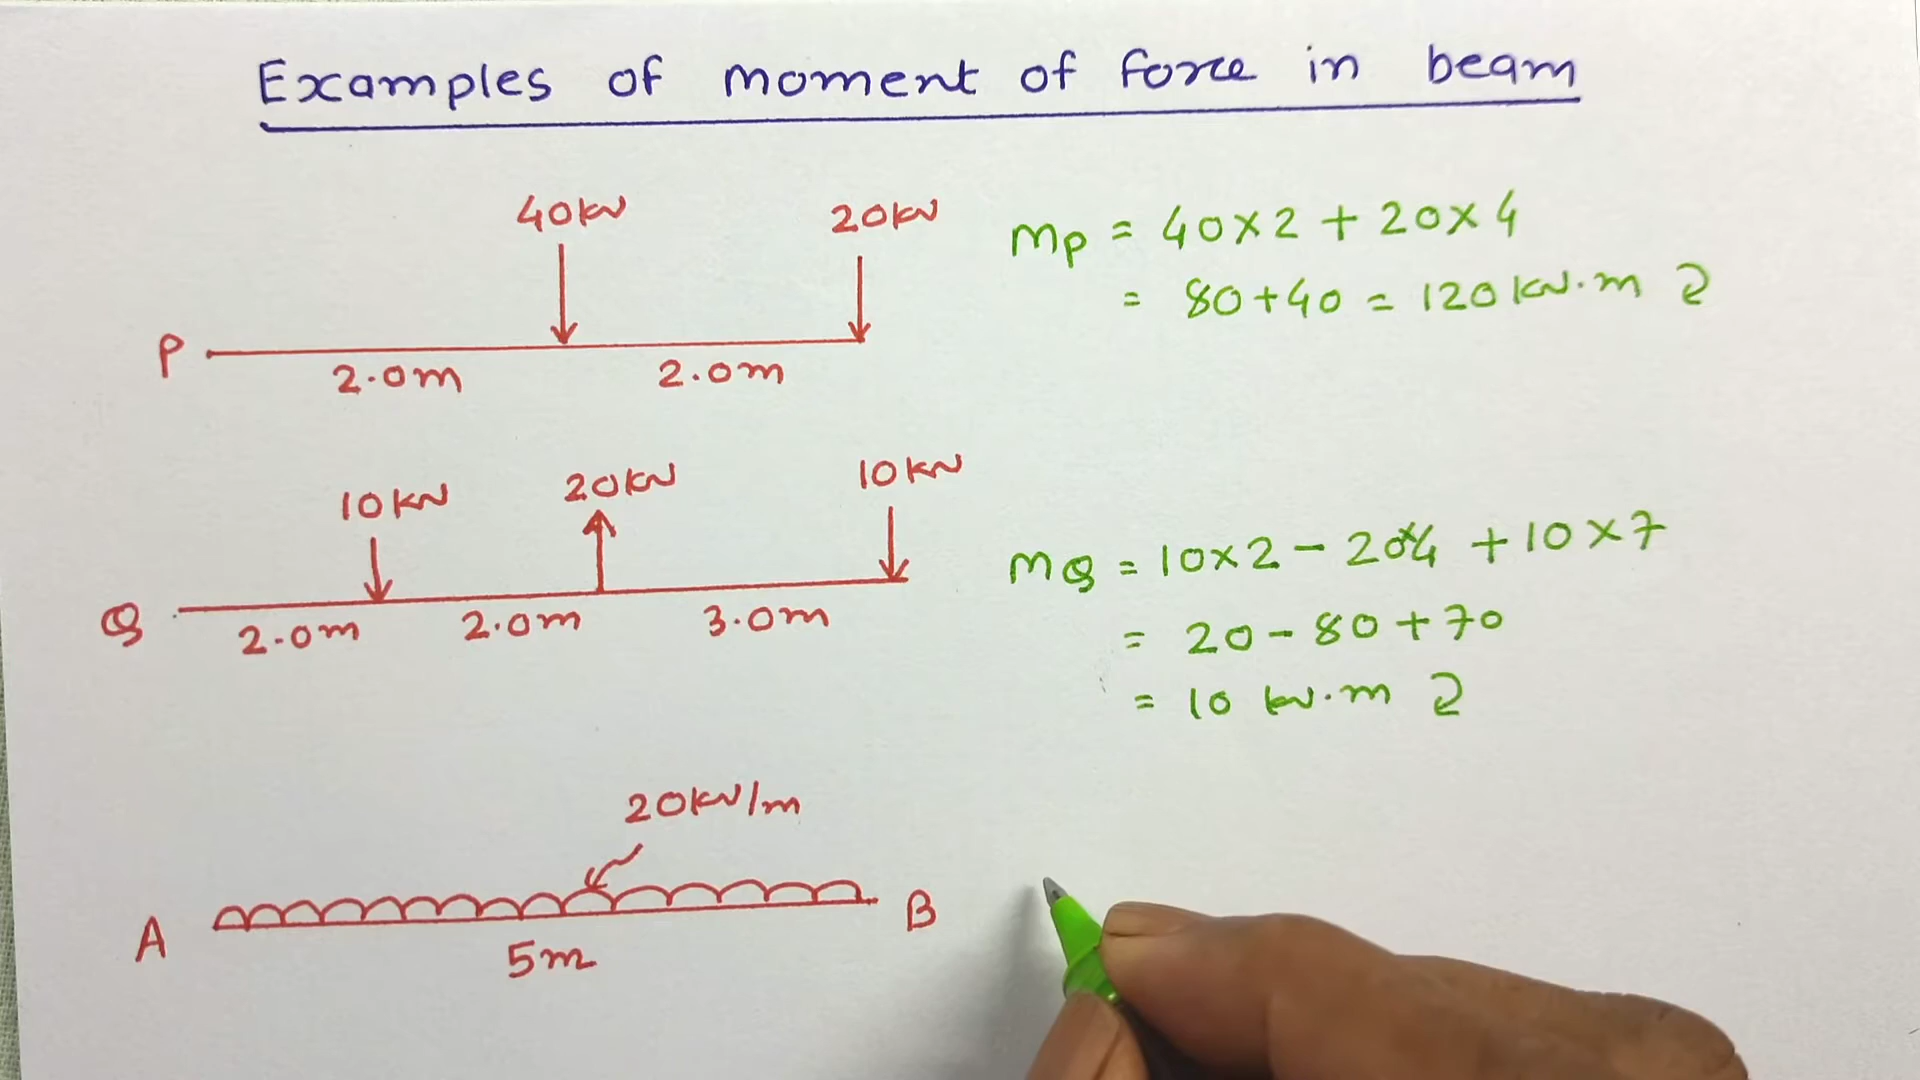 Examples of moment of force in beam
40kN 20kN
P
2.0m 2.0m
MP = 40×2 + 20×4
= 80+40 = 120 kN.m
10kN 20kN 10kN
Q
2.0m 2.0m 3.0m
MQ = 10×2 - 20×4 + 10×7
= 20 - 80 + 70
= 10 kN.m
20kN/m
A B
5m